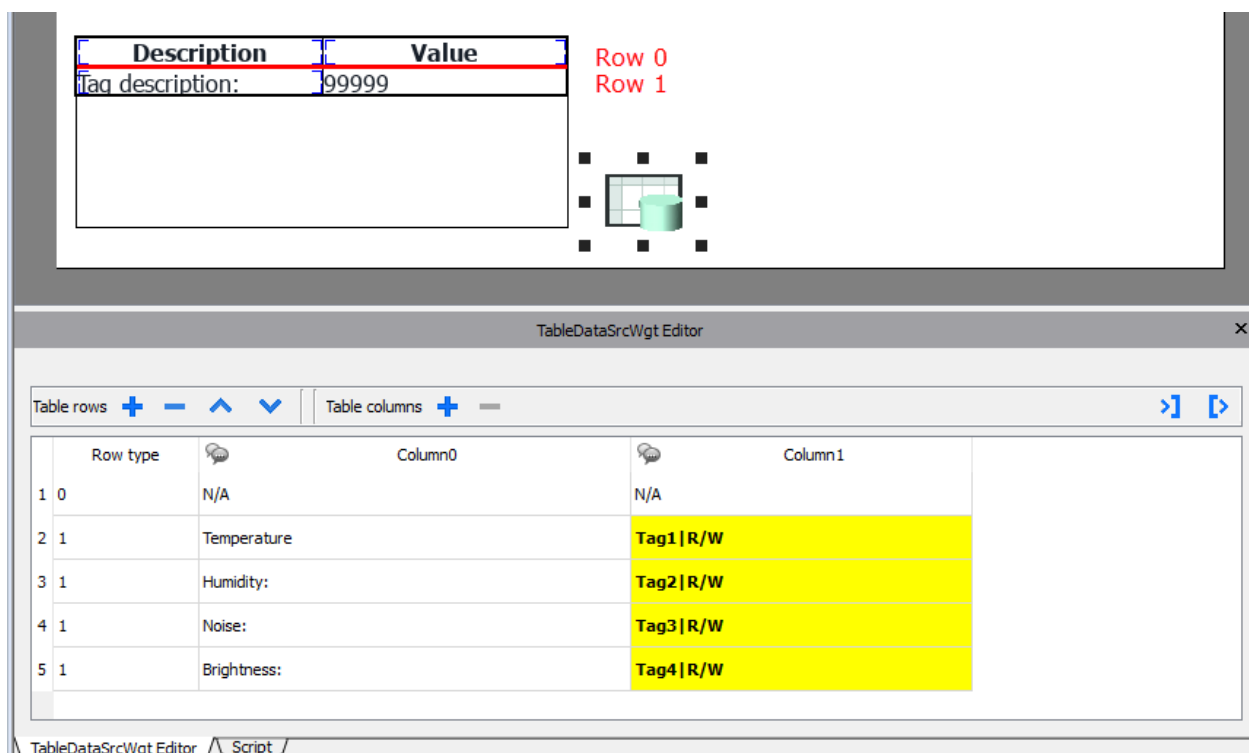 Description Value
Row 0
Tag description: 99999
Row 1
TableDataSrcWgt Editor
Table rows Table columns
Row type Column0 Column1
1 0 N/A N/A
2 1 Temperature Tag1|R/W
3 1 Humidity: Tag2|R/W
4 1 Noise: Tag3|R/W
5 1 Brightness: Tag4|R/W
TableDataSrcWgt Editor Script